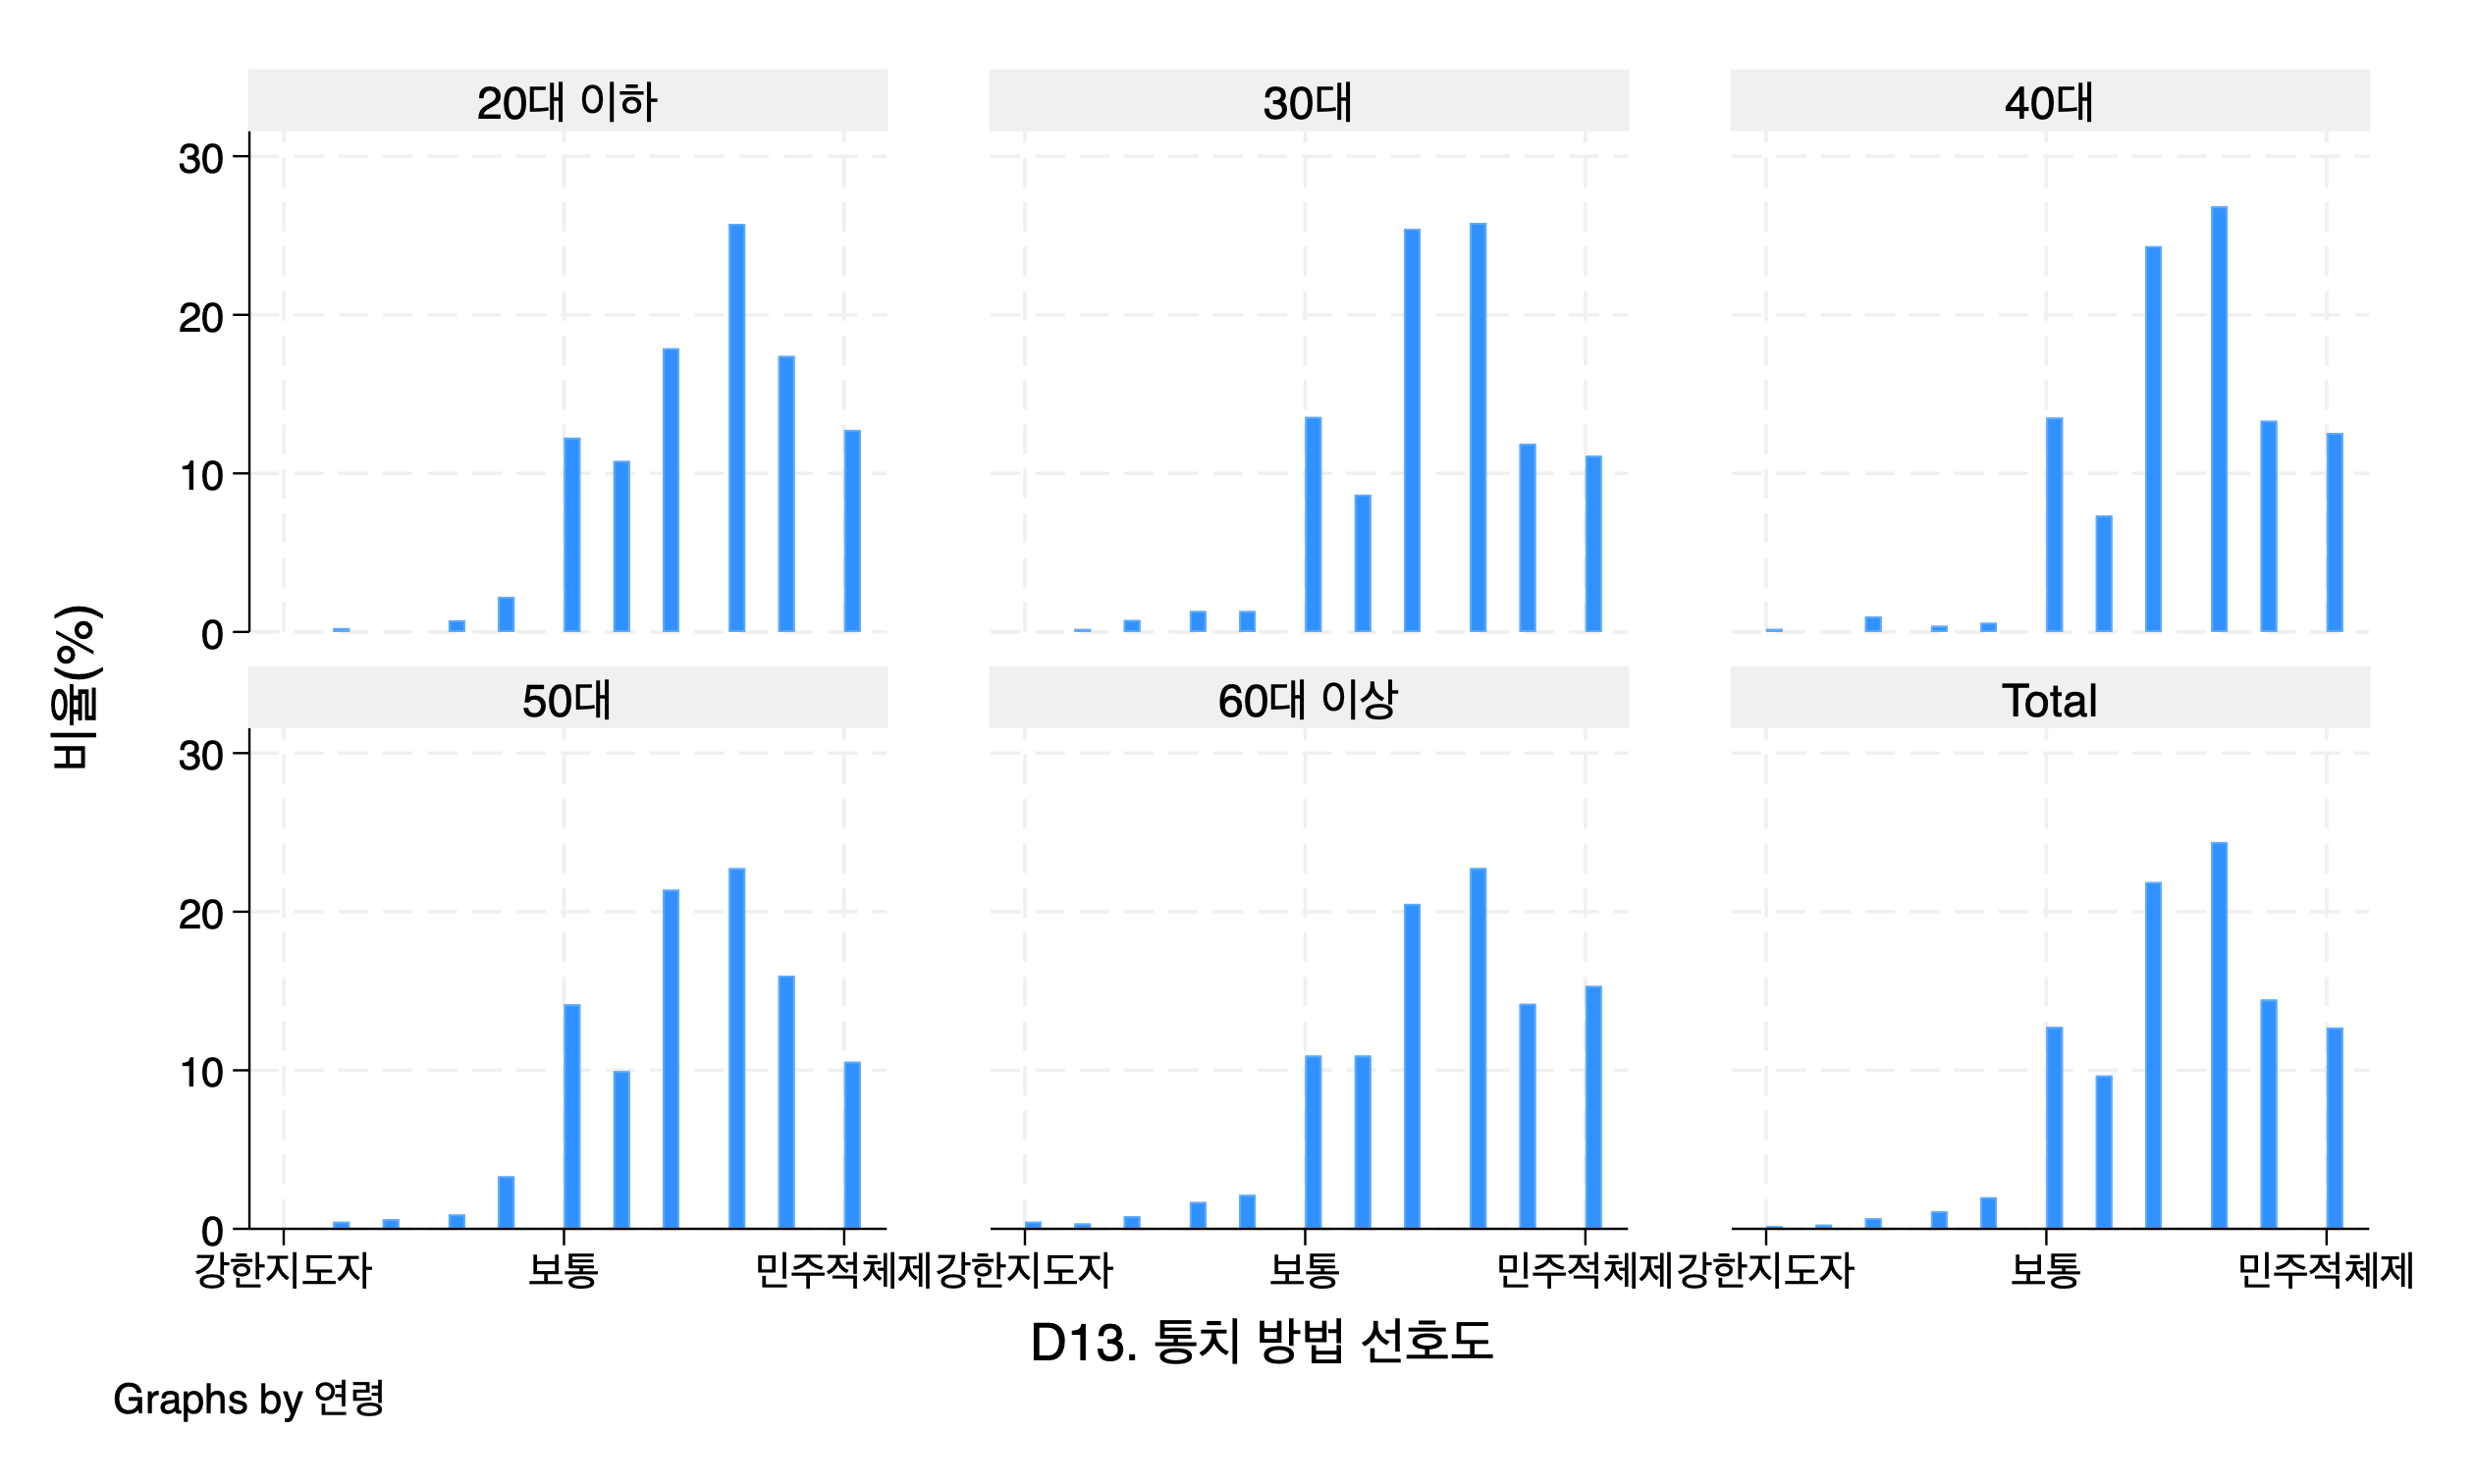 20대 이하
30대
40대
30
20
10
0
비율(%)
50대
60대 이상
Total
30
20
10
0
강한지도자 보통 민주적체제 강한지도자 보통 민주적체제 강한지도자 보통 민주적체제
D13. 통치 방법 선호도
Graphs by 연령